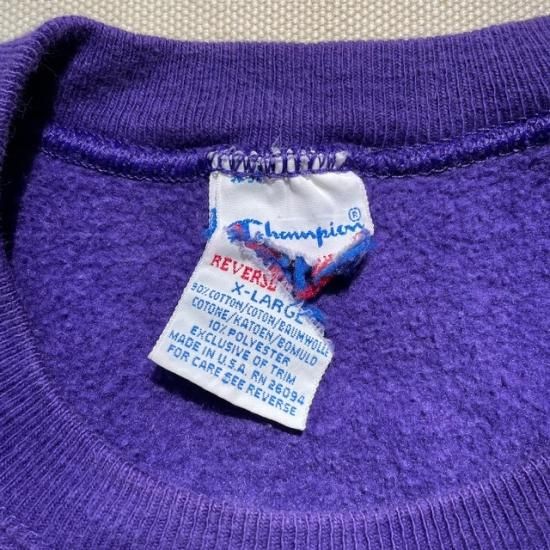 Champion®
REVERSE
X-LARGE
90% COTTON/COTON/BAUMWOLLE
COTONE/KATOEN/BOMULD
10% POLYESTER
EXCLUSIVE OF TRIM
MADE IN U.S.A. RN 26094
FOR CARE SEE REVERSE